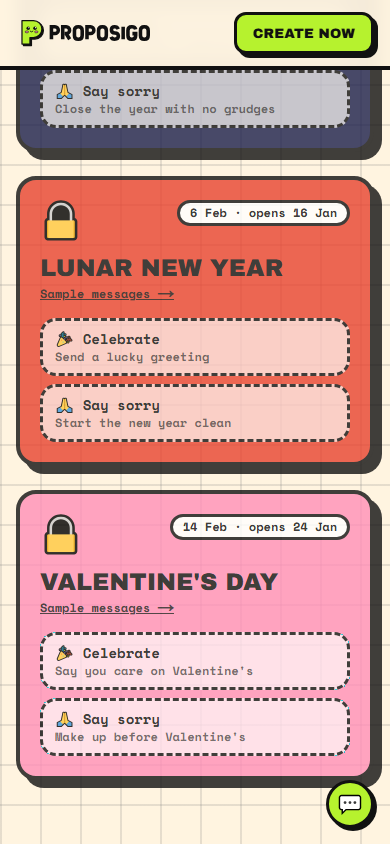 PROPOSIGO
CREATE NOW
🙏 Say sorry
Close the year with no grudges
6 Feb · opens 16 Jan
LUNAR NEW YEAR
Sample messages ⟶
🎉 Celebrate
Send a lucky greeting
🙏 Say sorry
Start the new year clean
14 Feb · opens 24 Jan
VALENTINE'S DAY
Sample messages ⟶
🎉 Celebrate
Say you care on Valentine's
🙏 Say sorry
Make up before Valentine's